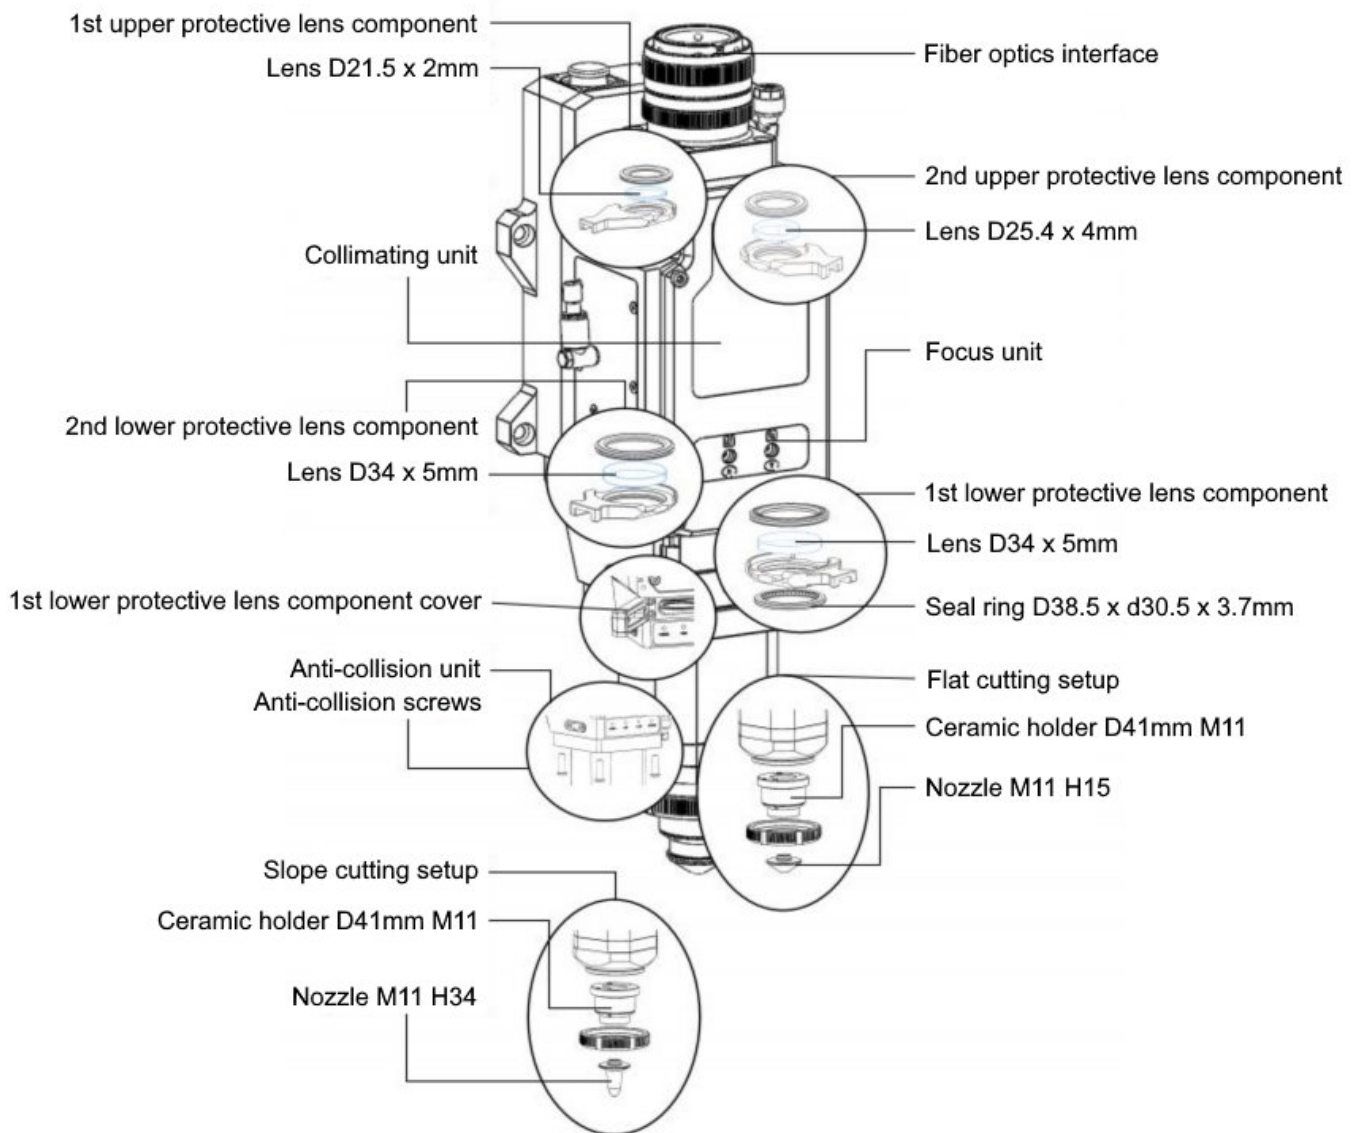 1st upper protective lens component
Lens D21.5 x 2mm
Fiber optics interface
2nd upper protective lens component
Lens D25.4 x 4mm
Collimating unit
Focus unit
2nd lower protective lens component
Lens D34 x 5mm
1st lower protective lens component
Lens D34 x 5mm
1st lower protective lens component cover
Seal ring D38.5 x d30.5 x 3.7mm
Anti-collision unit
Anti-collision screws
Flat cutting setup
Ceramic holder D41mm M11
Nozzle M11 H15
Slope cutting setup
Ceramic holder D41mm M11
Nozzle M11 H34